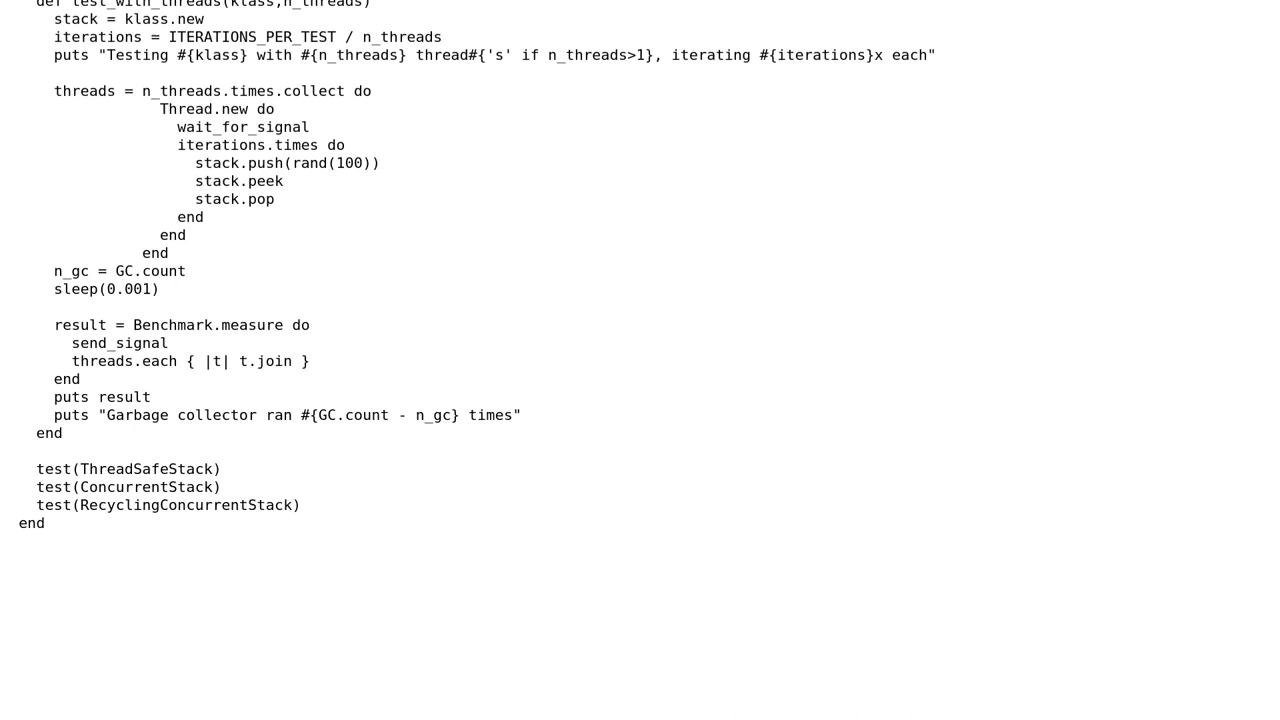 def test_with_threads(klass,n_threads)
stack = klass.new
iterations = ITERATIONS_PER_TEST / n_threads
puts "Testing #{klass} with #{n_threads} thread#{'s' if n_threads>1}, iterating #{iterations}x each"
threads = n_threads.times.collect do
Thread.new do
wait_for_signal
iterations.times do
stack.push(rand(100))
stack.peek
stack.pop
end
end
end
n_gc = GC.count
sleep(0.001)
result = Benchmark.measure do
send_signal
threads.each { |t| t.join }
end
puts result
puts "Garbage collector ran #{GC.count - n_gc} times"
end
test(ThreadSafeStack)
test(ConcurrentStack)
test(RecyclingConcurrentStack)
end